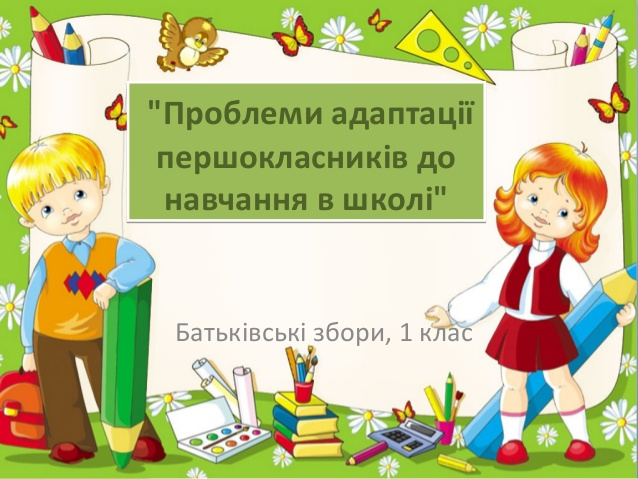 "Проблеми адаптації
першокласників до
навчання в школі"
Батьківські збори, 1 клас